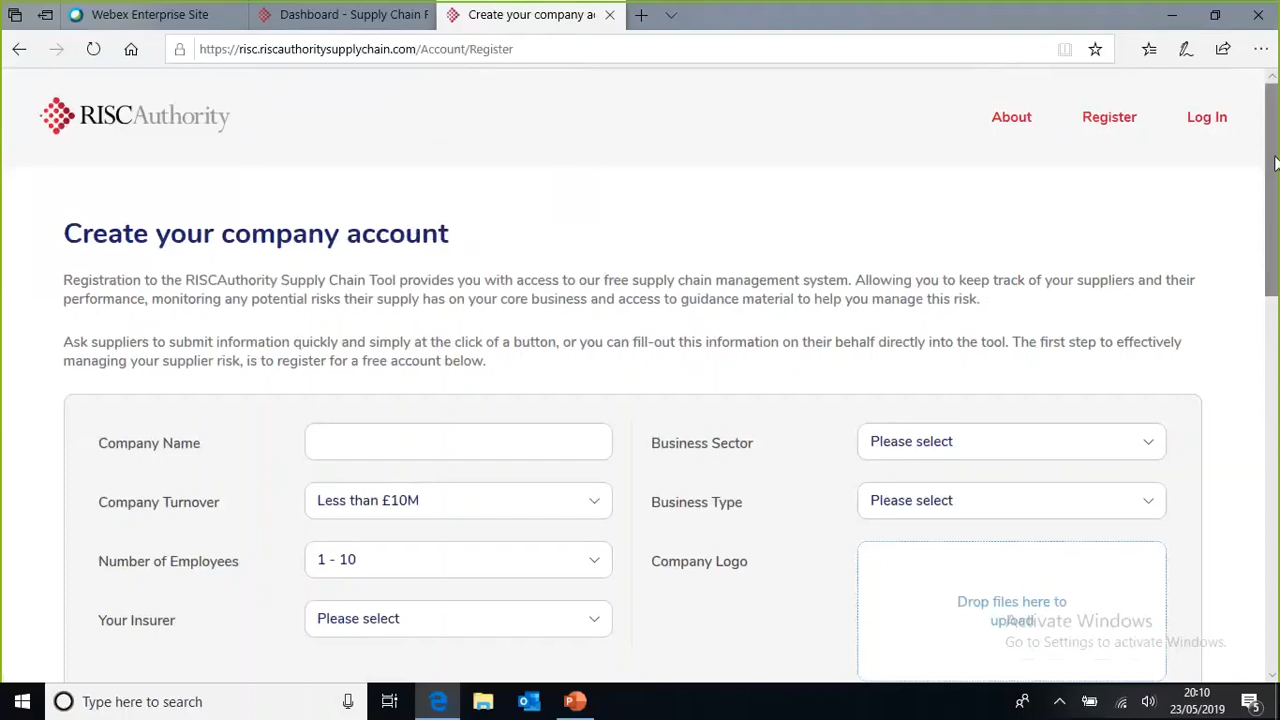 Webex Enterprise Site
Dashboard - Supply Chain R
Create your company ac
https://risc.riscauthoritysupplychain.com/Account/Register
RISCAuthority
About
Register
Log In
Create your company account
Registration to the RISCAuthority Supply Chain Tool provides you with access to our free supply chain management system. Allowing you to keep track of your suppliers and their
performance, monitoring any potential risks their supply has on your core business and access to guidance material to help you manage this risk.
Ask suppliers to submit information quickly and simply at the click of a button, or you can fill-out this information on their behalf directly into the tool. The first step to effectively
managing your supplier risk, is to register for a free account below.
Company Name
Business Sector
Please select
Company Turnover
Less than £10M
Business Type
Please select
Number of Employees
1 - 10
Company Logo
Drop files here to
upload
Your Insurer
Please select
Activate Windows
Go to Settings to activate Windows.
Type here to search
20:10
23/05/2019
5